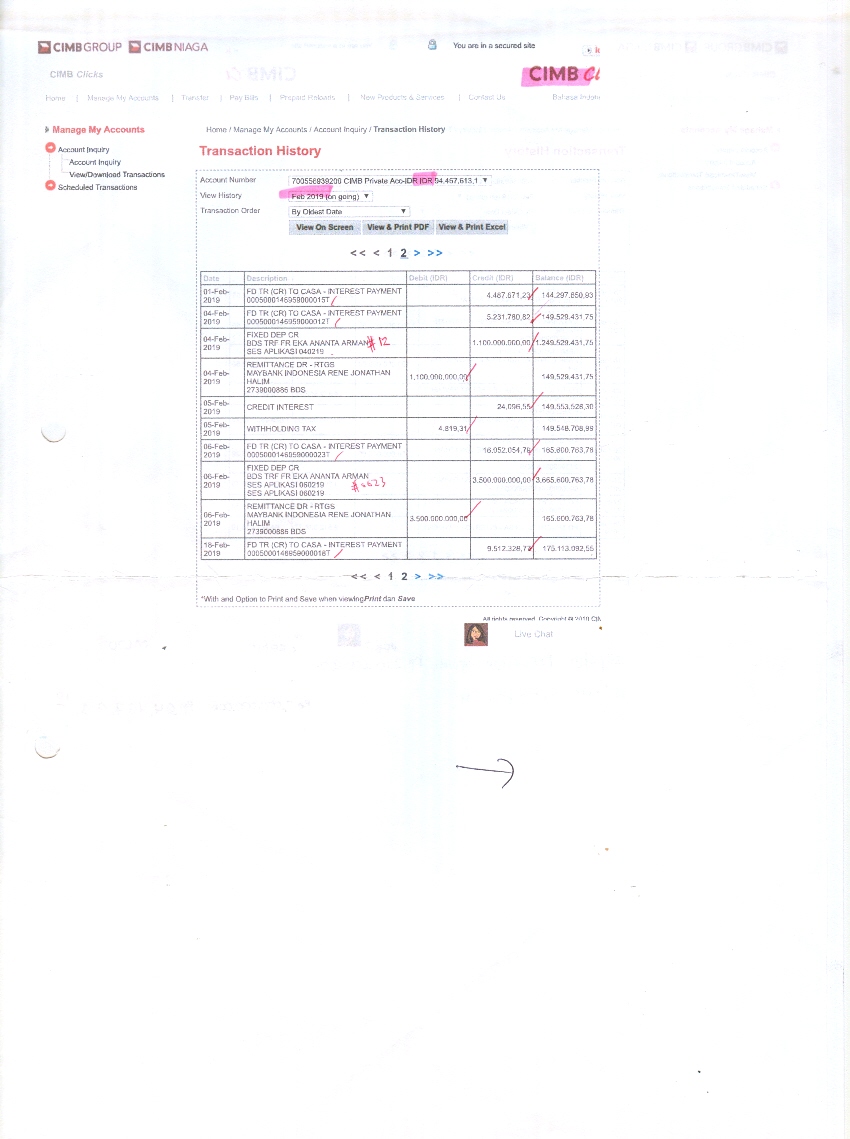 CIMBGROUP CIMBNIAGA
You are in a secured site
CIMB Clicks
CIMB
Home | Manage My Accounts | Transfer | Pay Bills | Prepaid Reloads | New Products & Services | Contact Us
Bahasa Indon
Manage My Accounts
Account Inquiry
Account Inquiry
View/Download Transactions
Scheduled Transactions
Home / Manage My Accounts / Account Inquiry / Transaction History
Transaction History
Account Number 700556939200 CIMB Private Acc-IDR IDR 94.467.613,1
View History Feb 2019 (on going)
Transaction Order By Oldest Date
View On Screen View & Print PDF View & Print Excel
<< < 1 2 > >>
Date Description Debit (IDR) Credit (IDR) Balance (IDR)
01-Feb-2019 FD TR (CR) TO CASA - INTEREST PAYMENT 4.487.671,23 144.297.650,93
04-Feb-2019 FD TR (CR) TO CASA - INTEREST PAYMENT 5.231.780,82 149.529.431,75
04-Feb-2019 FIXED DEP CR 1.100.000.000,00 1.249.529.431,75
BDS TRF FR EKA ANANTA ARMAN #12
SES APLIKASI 040219
04-Feb-2019 REMITTANCE DR - RTGS 1.100.000.000,00 149.529.431,75
MAYBANK INDONESIA RENE JONATHAN
HALIM
2739000886 BDS
05-Feb-2019 CREDIT INTEREST 24.096,55 149.553.528,30
05-Feb-2019 WITHHOLDING TAX 4.819,31 149.548.708,99
06-Feb-2019 FD TR (CR) TO CASA - INTEREST PAYMENT 16.052.054,79 165.600.763,78
06-Feb-2019 FIXED DEP CR 3.500.000.000,00 3.665.600.763,78
BDS TRF FR EKA ANANTA ARMAN
SES APLIKASI 060219
SES APLIKASI 060219
06-Feb-2019 REMITTANCE DR - RTGS 3.500.000.000,00 165.600.763,78
MAYBANK INDONESIA RENE JONATHAN
HALIM
2739000886 BDS
18-Feb-2019 FD TR (CR) TO CASA - INTEREST PAYMENT 9.512.328,77 175.113.092,55
<< < 1 2 > >>
*With and Option to Print and Save when viewingPrint dan Save
All rights reserved. Copyright © 2019 CIM
Live Chat